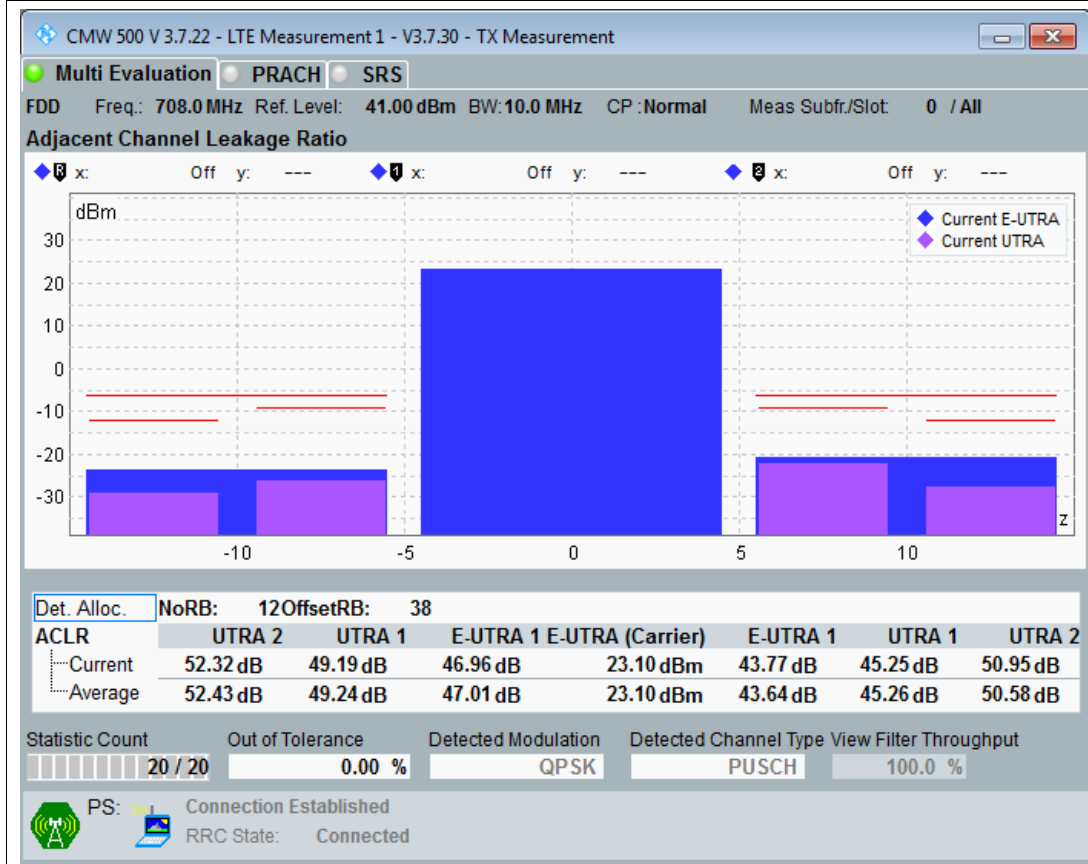 CMW 500 V 3.7.22 - LTE Measurement 1 - V3.7.30 - TX Measurement
Multi Evaluation PRACH SRS
FDD Freq.: 708.0 MHz Ref. Level: 41.00 dBm BW: 10.0 MHz CP : Normal Meas Subfr./Slot: 0 / All
Adjacent Channel Leakage Ratio
R x: Off y: --- 1 x: Off y: --- 2 x: Off y: ---
dBm
Current E-UTRA
Current UTRA
30
20
10
0
-10
-20
-30
z
-10 -5 0 5 10
Det. Alloc. NoRB: 12 OffsetRB: 38
ACLR UTRA 2 UTRA 1 E-UTRA 1 E-UTRA (Carrier) E-UTRA 1 UTRA 1 UTRA 2
Current 52.32 dB 49.19 dB 46.96 dB 23.10 dBm 43.77 dB 45.25 dB 50.95 dB
Average 52.43 dB 49.24 dB 47.01 dB 23.10 dBm 43.64 dB 45.26 dB 50.58 dB
Statistic Count Out of Tolerance Detected Modulation Detected Channel Type View Filter Throughput
20 / 20 0.00 % QPSK PUSCH 100.0 %
PS: Connection Established
RRC State: Connected